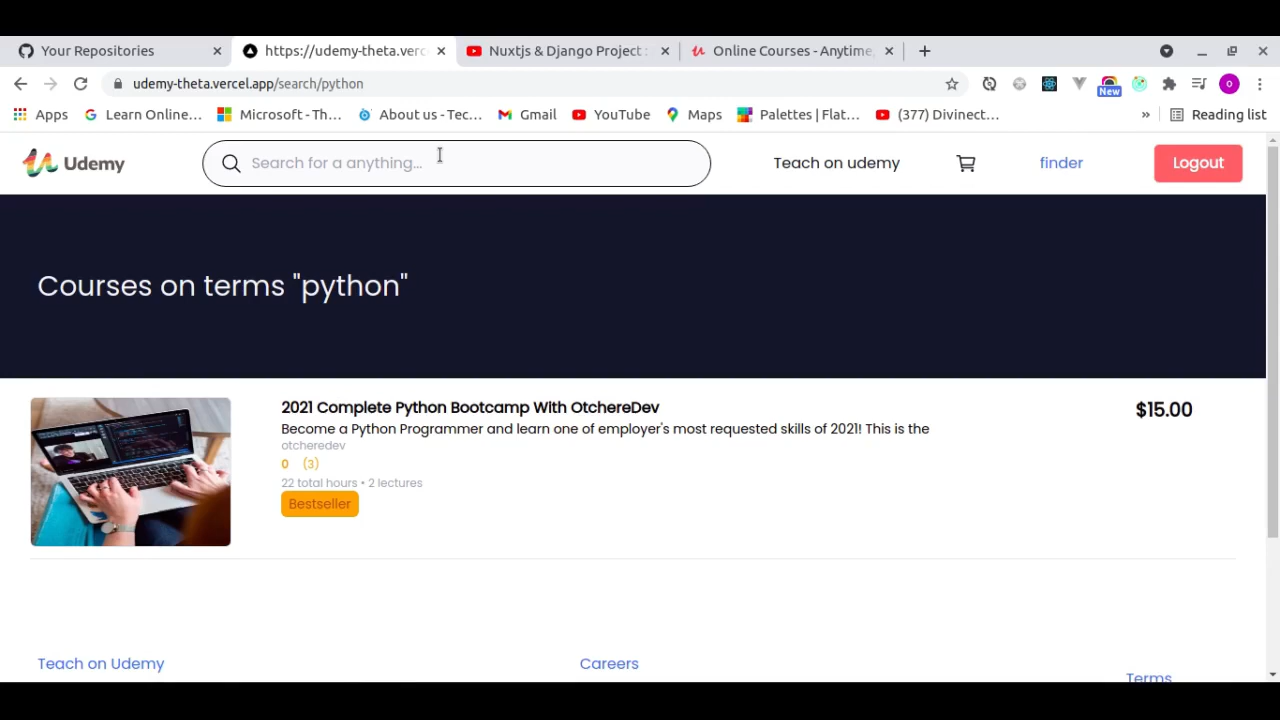 Your Repositories
https://udemy-theta.verc
Nuxtjs & Django Project :
Online Courses - Anytime,
udemy-theta.vercel.app/search/python
New
o
Apps
Learn Online...
Microsoft - Th...
About us - Tec...
Gmail
YouTube
Maps
Palettes | Flat...
(377) Divinect...
»
Reading list
Udemy
Search for a anything...
Teach on udemy
finder
Logout
Courses on terms "python"
2021 Complete Python Bootcamp With OtchereDev
$15.00
Become a Python Programmer and learn one of employer's most requested skills of 2021! This is the
otcheredev
0 (3)
22 total hours • 2 lectures
Bestseller
Teach on Udemy
Careers
Terms